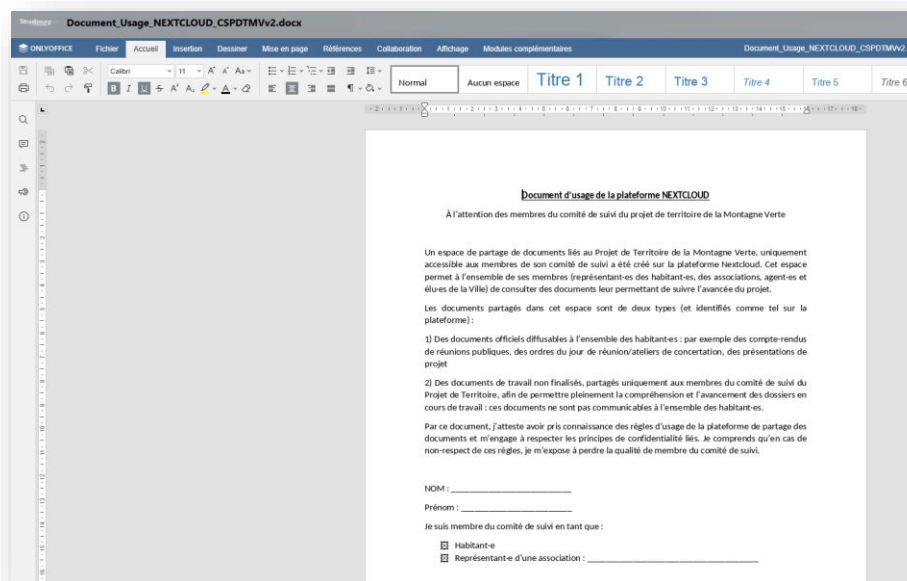 Strasbourg
Document_Usage_NEXTCLOUD_CSPDTMVv2.docx
ONLYOFFICE Fichier Accueil Insertion Dessiner Mise en page Références Collaboration Affichage Modules complémentaires Document_Usage_NEXTCLOUD_CSPDTMVv2.
Calibri 11
Normal Aucun espace Titre 1 Titre 2 Titre 3 Titre 4 Titre 5 Titre 6
Document d'usage de la plateforme NEXTCLOUD
À l'attention des membres du comité de suivi du projet de territoire de la Montagne Verte
Un espace de partage de documents liés au Projet de Territoire de la Montagne Verte, uniquement
accessible aux membres de son comité de suivi a été créé sur la plateforme Nextcloud. Cet espace
permet à l'ensemble de ses membres (représentant·es des habitant·es, des associations, agent·es et
élu·es de la Ville) de consulter des documents leur permettant de suivre l'avancée du projet.
Les documents partagés dans cet espace sont de deux types (et identifiés comme tel sur la
plateforme) :
1) Des documents officiels diffusables à l'ensemble des habitant·es : par exemple des compte-rendus
de réunions publiques, des ordres du jour de réunion/ateliers de concertation, des présentations de
projet
2) Des documents de travail non finalisés, partagés uniquement aux membres du comité de suivi du
Projet de Territoire, afin de permettre pleinement la compréhension et l'avancement des dossiers en
cours de travail : ces documents ne sont pas communicables à l'ensemble des habitant·es.
Par ce document, j'atteste avoir pris connaissance des règles d'usage de la plateforme de partage des
documents et m'engage à respecter les principes de confidentialité liés. Je comprends qu'en cas de
non-respect de ces règles, je m'expose à perdre la qualité de membre du comité de suivi.
NOM : ________________________
Prénom : ______________________
Je suis membre du comité de suivi en tant que :
Habitant·e
Représentant·e d'une association : __________________________________